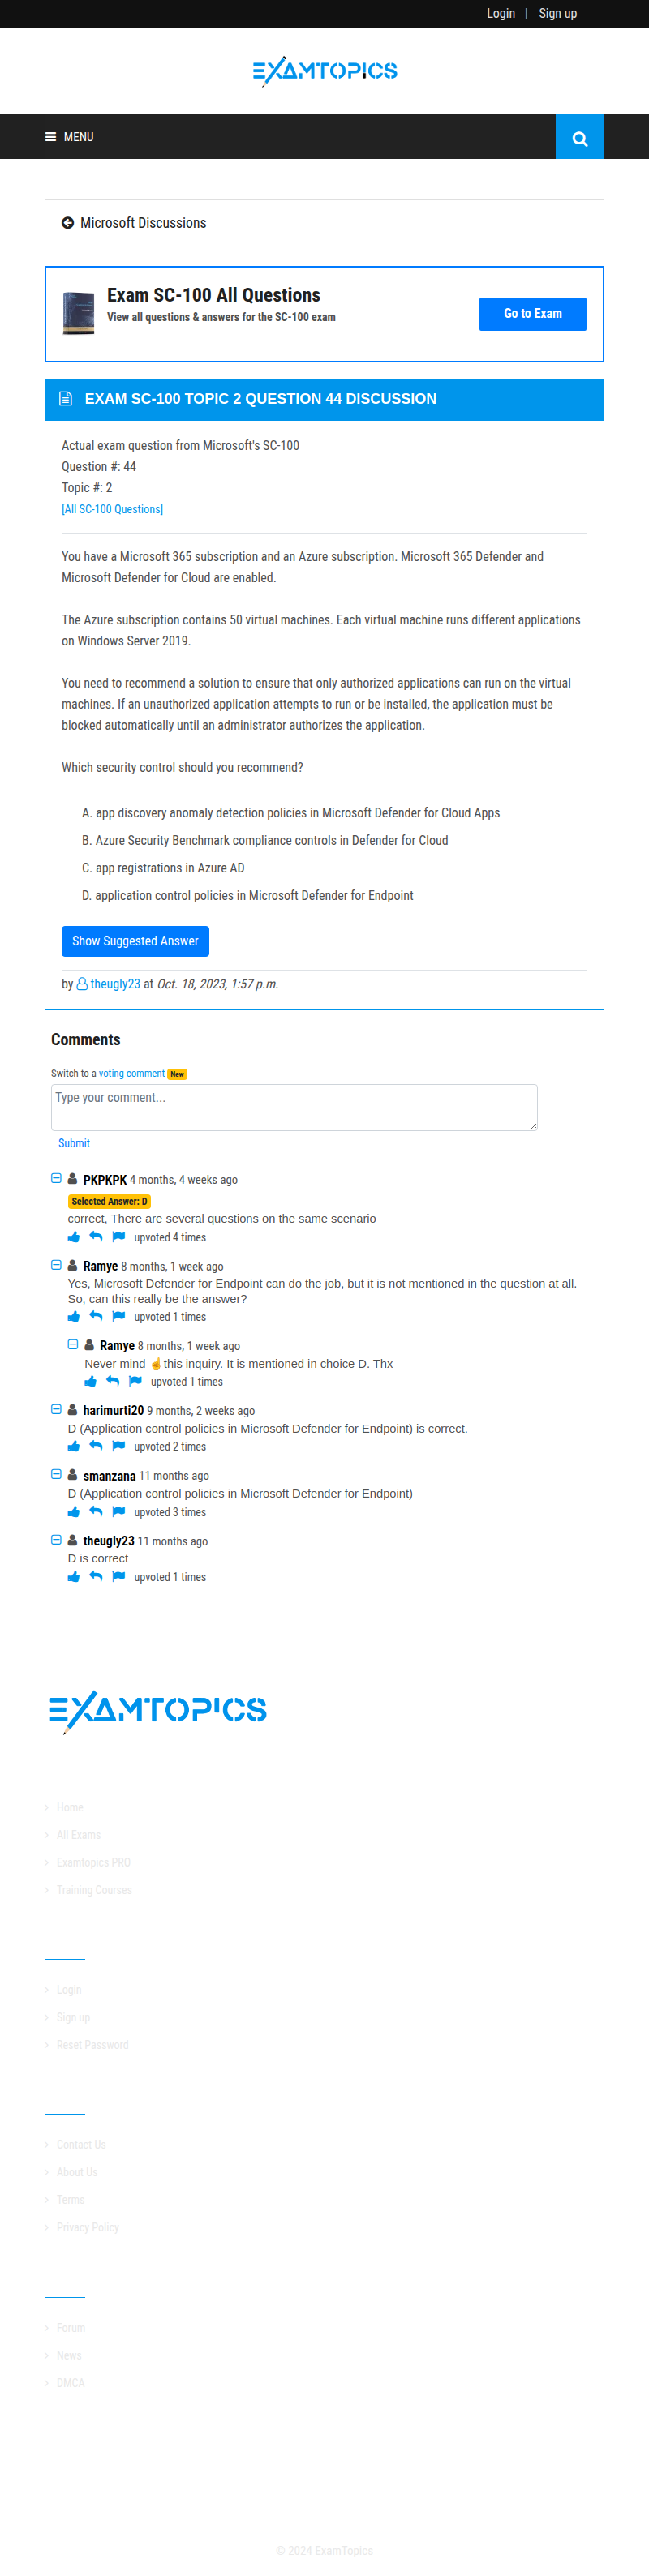 Login | Sign up
EXAMTOPICS
MENU
Microsoft Discussions
Exam SC-100 All Questions
View all questions & answers for the SC-100 exam
Go to Exam
EXAM SC-100 TOPIC 2 QUESTION 44 DISCUSSION
Actual exam question from Microsoft's SC-100
Question #: 44
Topic #: 2
[All SC-100 Questions]
You have a Microsoft 365 subscription and an Azure subscription. Microsoft 365 Defender and
Microsoft Defender for Cloud are enabled.
The Azure subscription contains 50 virtual machines. Each virtual machine runs different applications
on Windows Server 2019.
You need to recommend a solution to ensure that only authorized applications can run on the virtual
machines. If an unauthorized application attempts to run or be installed, the application must be
blocked automatically until an administrator authorizes the application.
Which security control should you recommend?
A. app discovery anomaly detection policies in Microsoft Defender for Cloud Apps
B. Azure Security Benchmark compliance controls in Defender for Cloud
C. app registrations in Azure AD
D. application control policies in Microsoft Defender for Endpoint
Show Suggested Answer
by theugly23 at Oct. 18, 2023, 1:57 p.m.
Comments
Switch to a voting comment New
Type your comment...
Submit
PKPKPK 4 months, 4 weeks ago
Selected Answer: D
correct, There are several questions on the same scenario
upvoted 4 times
Ramye 8 months, 1 week ago
Yes, Microsoft Defender for Endpoint can do the job, but it is not mentioned in the question at all.
So, can this really be the answer?
upvoted 1 times
Ramye 8 months, 1 week ago
Never mind ☝this inquiry. It is mentioned in choice D. Thx
upvoted 1 times
harimurti20 9 months, 2 weeks ago
D (Application control policies in Microsoft Defender for Endpoint) is correct.
upvoted 2 times
smanzana 11 months ago
D (Application control policies in Microsoft Defender for Endpoint)
upvoted 3 times
theugly23 11 months ago
D is correct
upvoted 1 times
EXAMTOPICS
Home
All Exams
Examtopics PRO
Training Courses
Login
Sign up
Reset Password
Contact Us
About Us
Terms
Privacy Policy
Forum
News
DMCA
© 2024 ExamTopics